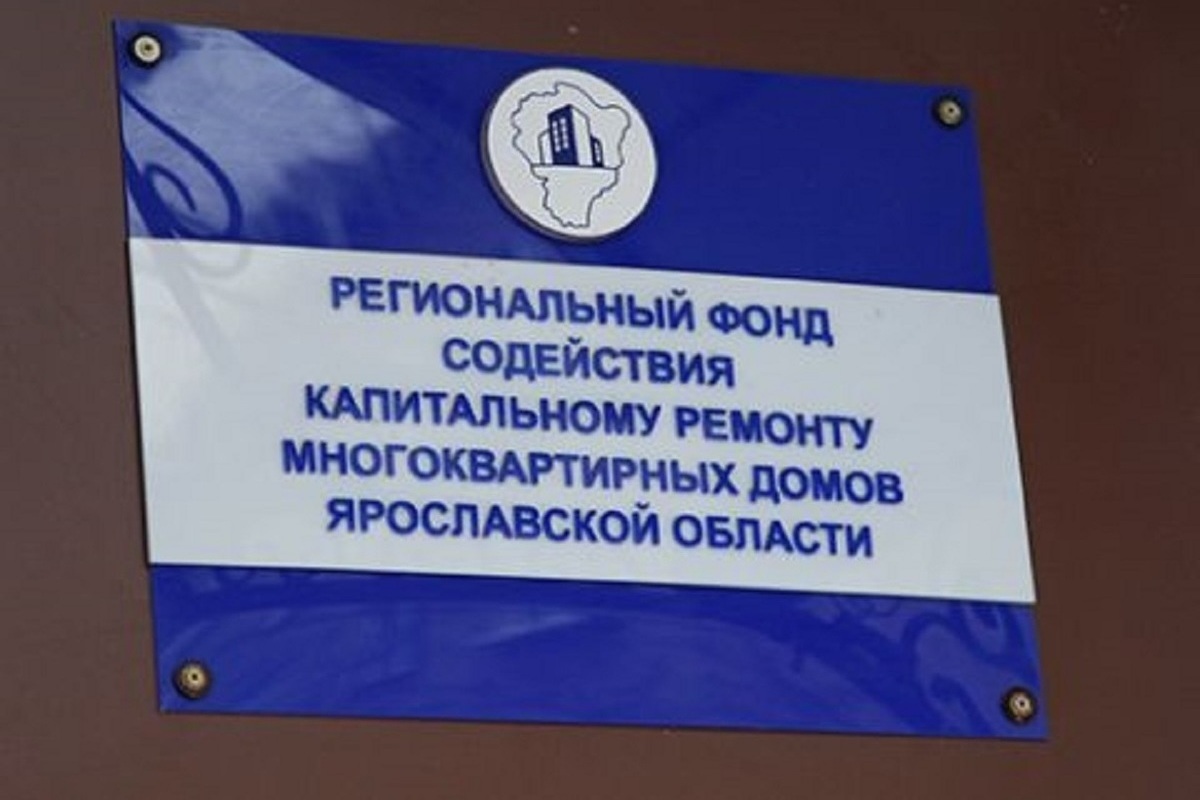 РЕГИОНАЛЬНЫЙ ФОНД
СОДЕЙСТВИЯ
КАПИТАЛЬНОМУ РЕМОНТУ
МНОГОКВАРТИРНЫХ ДОМОВ
ЯРОСЛАВСКОЙ ОБЛАСТИ